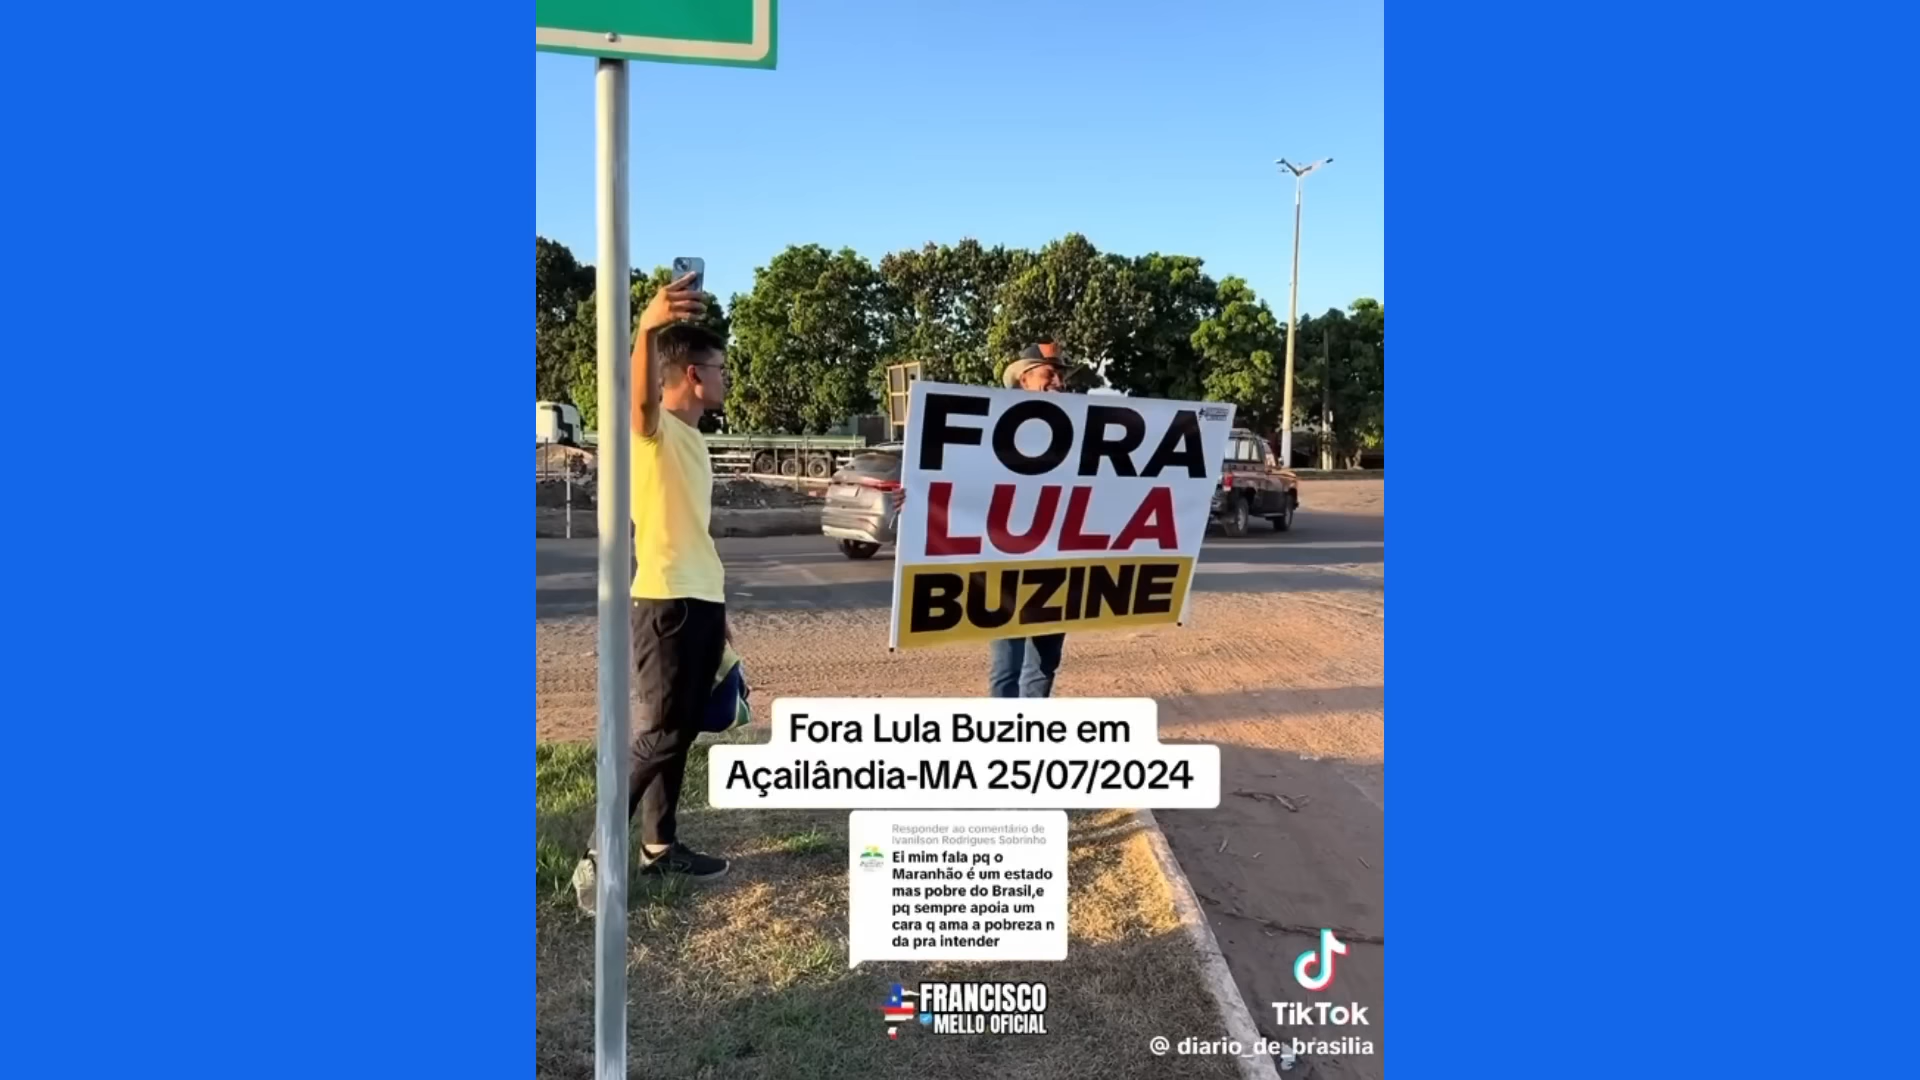 FORA
LULA
BUZINE
Fora Lula Buzine em
Açailândia-MA 25/07/2024
Responder ao comentário de
Ivanilson Rodrigues Sobrinho
Ei mim fala pq o
Maranhão é um estado
mas pobre do Brasil,e
pq sempre apoia um
cara q ama a pobreza n
da pra intender
FRANCISCO
MELLO OFICIAL
TikTok
@ diario_de_brasilia